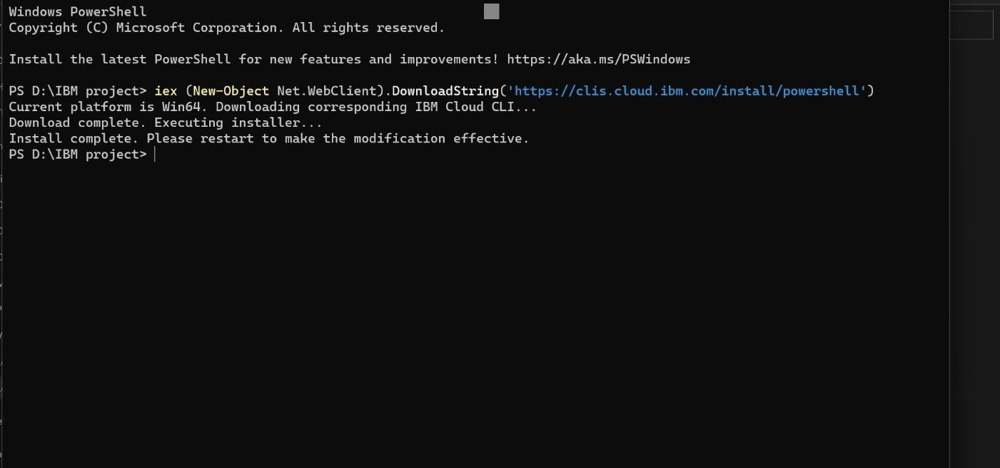 Windows PowerShell
Copyright (C) Microsoft Corporation. All rights reserved.
Install the latest PowerShell for new features and improvements! https://aka.ms/PSWindows
PS D:\IBM project> iex (New-Object Net.WebClient).DownloadString('https://clis.cloud.ibm.com/install/powershell')
Current platform is Win64. Downloading corresponding IBM Cloud CLI...
Download complete. Executing installer...
Install complete. Please restart to make the modification effective.
PS D:\IBM project>